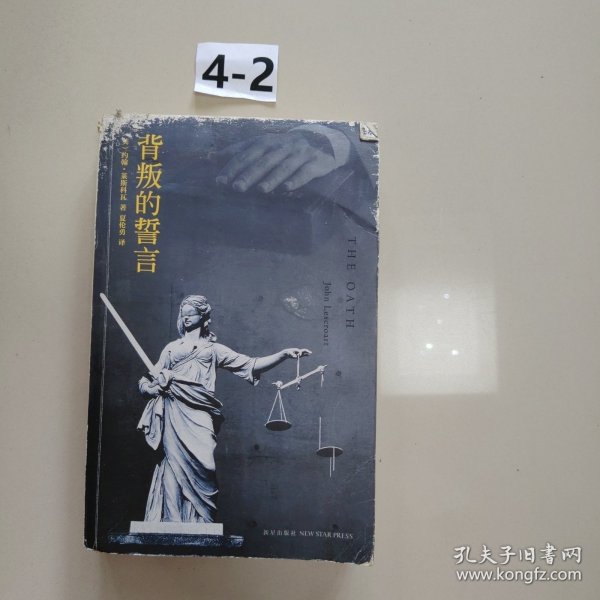 4-2
背叛的誓言
约翰·莱斯科瓦 著 夏伦勇 译
THE OATH
John Lescroart
新星出版社 NEW STAR PRESS
孔夫子旧书网
www.kongfz.com